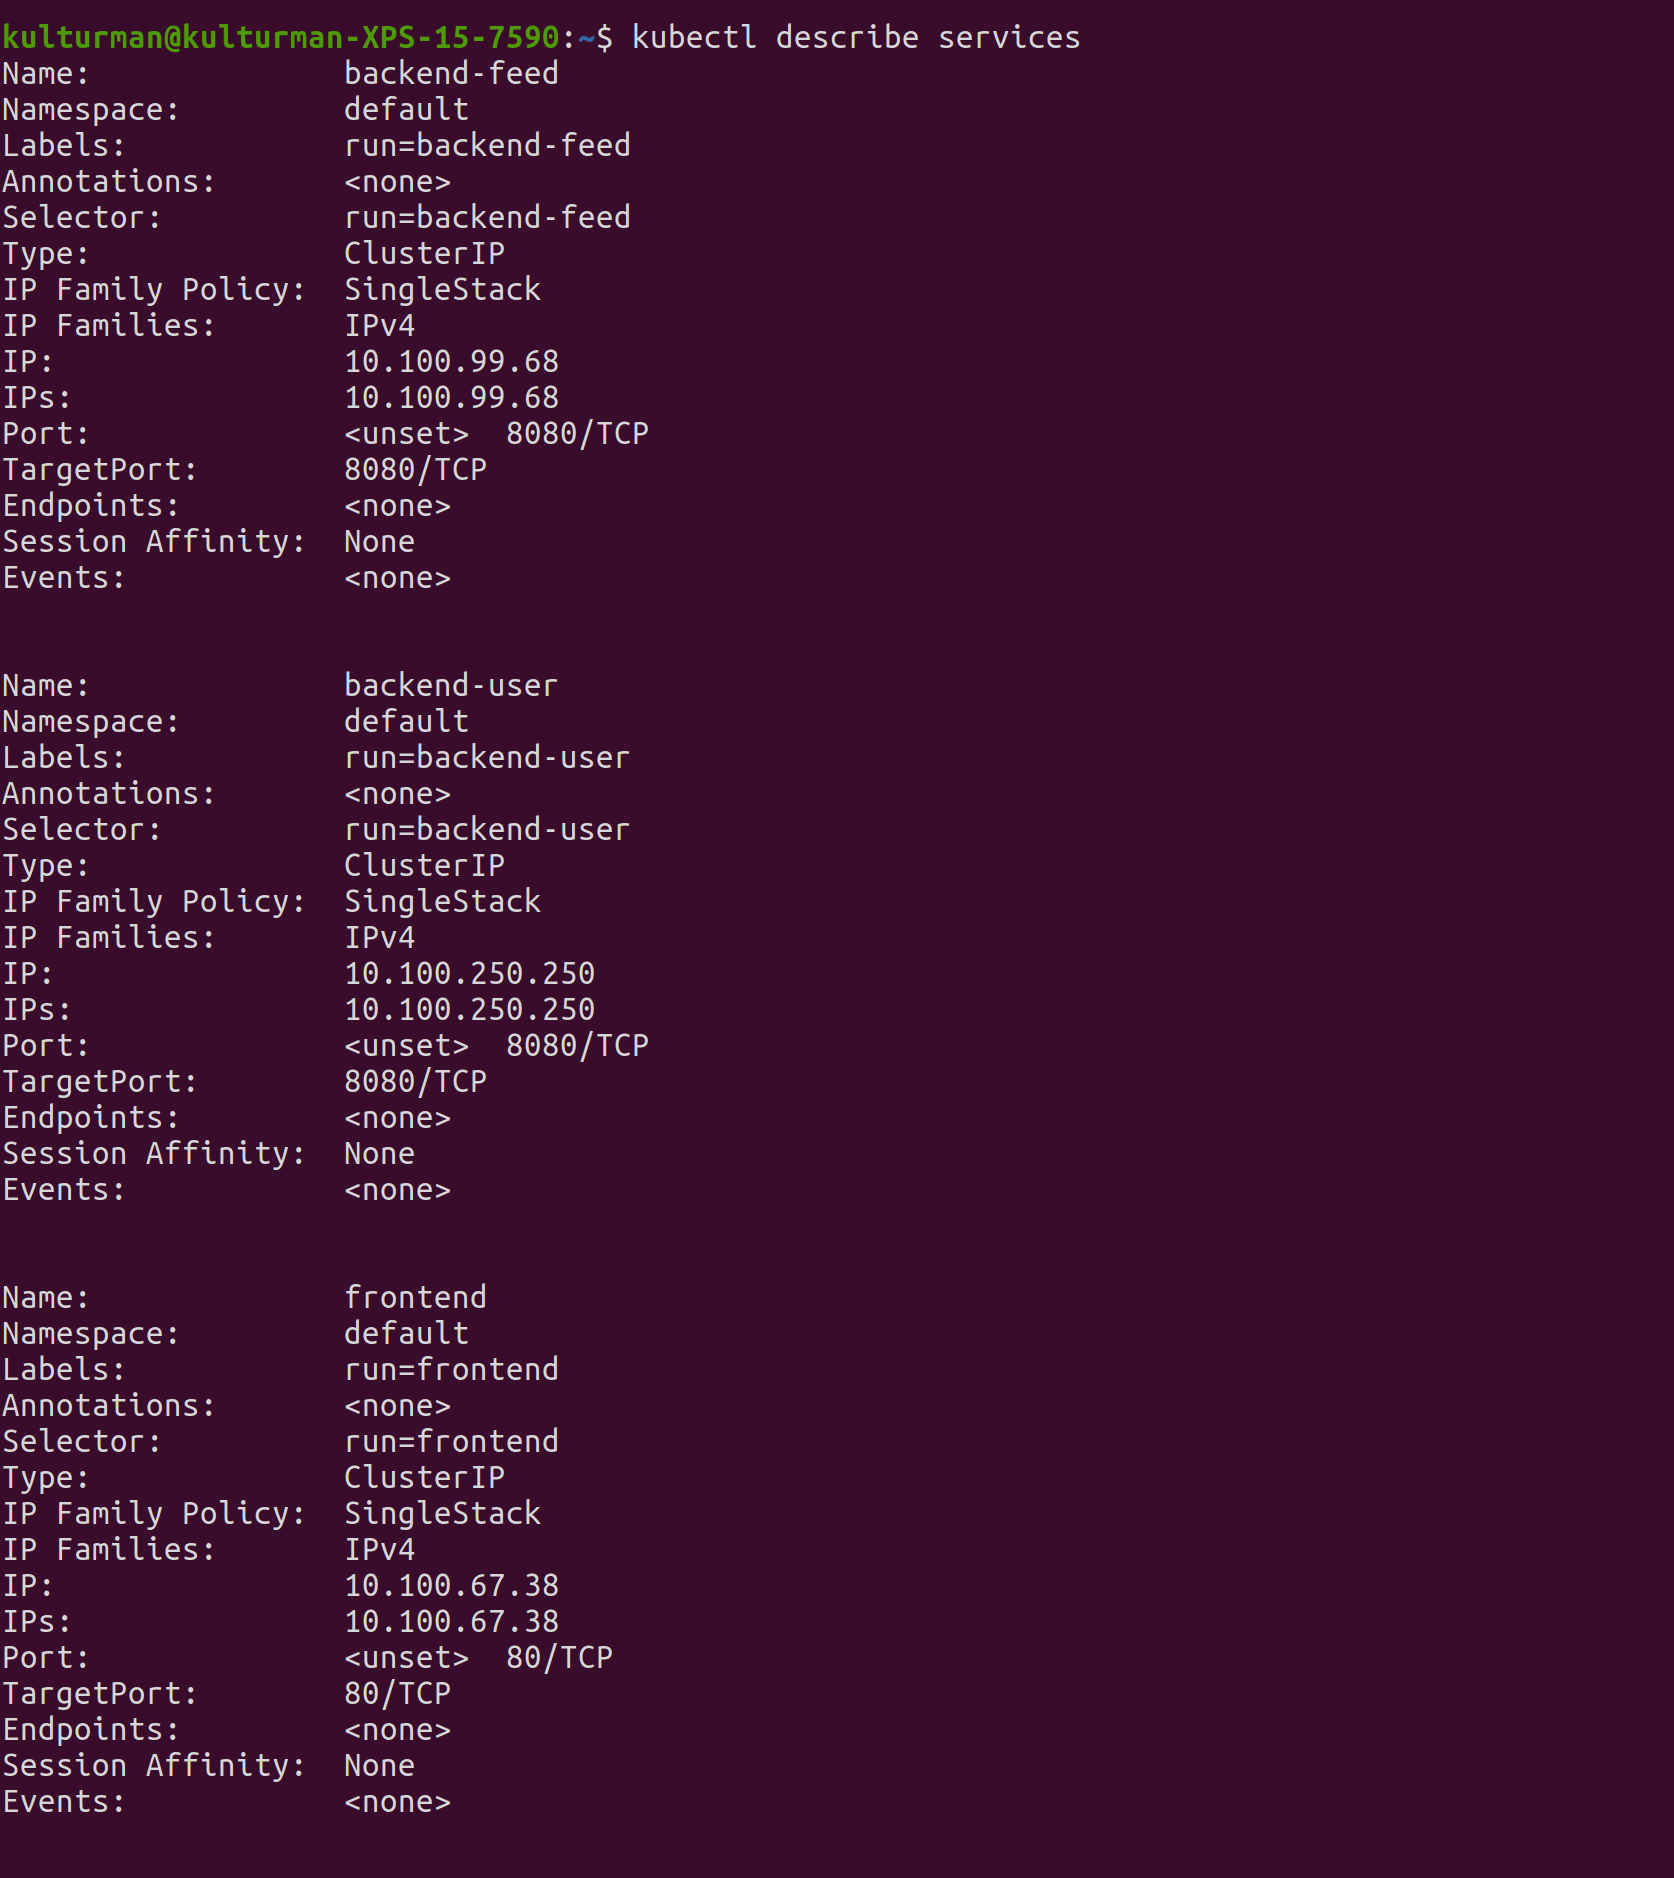 kulturman@kulturman-XPS-15-7590:~$ kubectl describe services
Name:              backend-feed
Namespace:         default
Labels:            run=backend-feed
Annotations:       <none>
Selector:          run=backend-feed
Type:              ClusterIP
IP Family Policy:  SingleStack
IP Families:       IPv4
IP:                10.100.99.68
IPs:               10.100.99.68
Port:              <unset>  8080/TCP
TargetPort:        8080/TCP
Endpoints:         <none>
Session Affinity:  None
Events:            <none>
Name:              backend-user
Namespace:         default
Labels:            run=backend-user
Annotations:       <none>
Selector:          run=backend-user
Type:              ClusterIP
IP Family Policy:  SingleStack
IP Families:       IPv4
IP:                10.100.250.250
IPs:               10.100.250.250
Port:              <unset>  8080/TCP
TargetPort:        8080/TCP
Endpoints:         <none>
Session Affinity:  None
Events:            <none>
Name:              frontend
Namespace:         default
Labels:            run=frontend
Annotations:       <none>
Selector:          run=frontend
Type:              ClusterIP
IP Family Policy:  SingleStack
IP Families:       IPv4
IP:                10.100.67.38
IPs:               10.100.67.38
Port:              <unset>  80/TCP
TargetPort:        80/TCP
Endpoints:         <none>
Session Affinity:  None
Events:            <none>